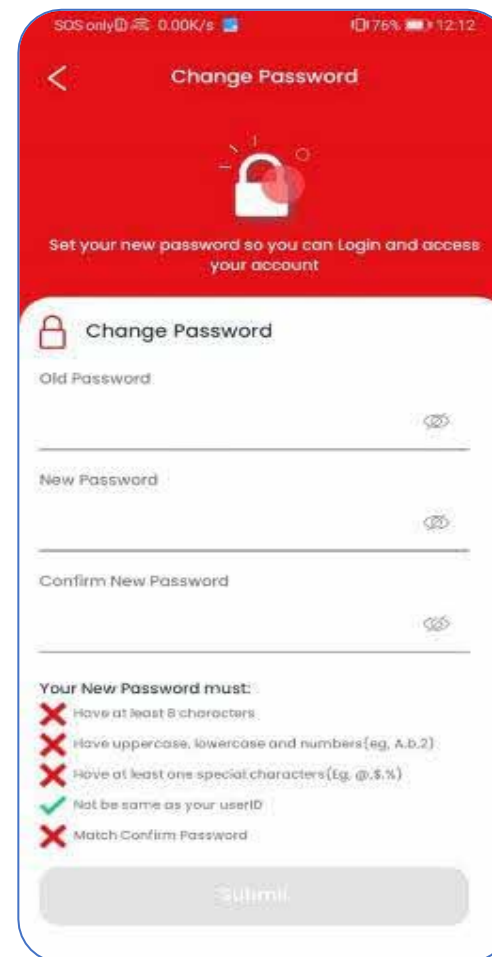 SOS only 0.00K/s 76% 12:12
Change Password
Set your new password so you can Login and access
your account
Change Password
Old Password
New Password
Confirm New Password
Your New Password must:
Have at least 8 characters
Have uppercase, lowercase and numbers(eg, A,b,2)
Have at least one special characters(Eg, @,$,%)
Not be same as your userID
Match Confirm Password
Submit